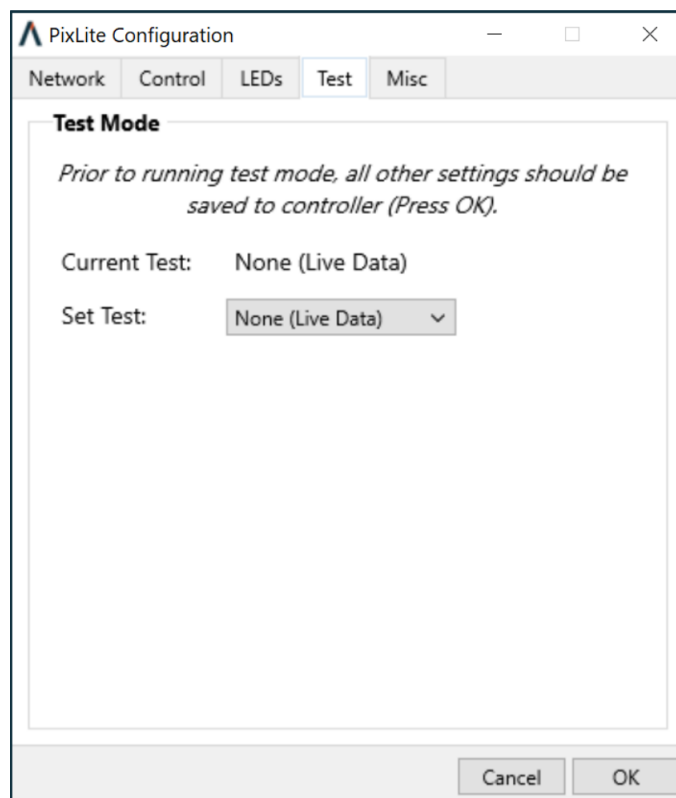 PixLite Configuration
Network Control LEDs Test Misc
Test Mode
Prior to running test mode, all other settings should be
saved to controller (Press OK).
Current Test: None (Live Data)
Set Test: None (Live Data)
Cancel OK